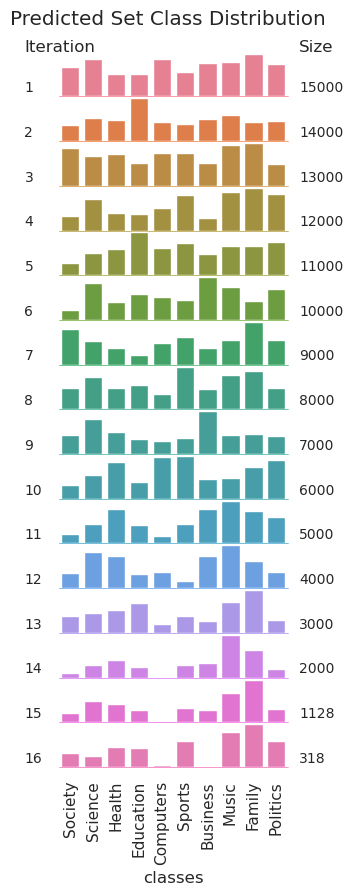 Predicted Set Class Distribution
Iteration Size
1 15000
2 14000
3 13000
4 12000
5 11000
6 10000
7 9000
8 8000
9 7000
10 6000
11 5000
12 4000
13 3000
14 2000
15 1128
16 318
Society
Science
Health
Education
Computers
Sports
Business
Music
Family
Politics
classes